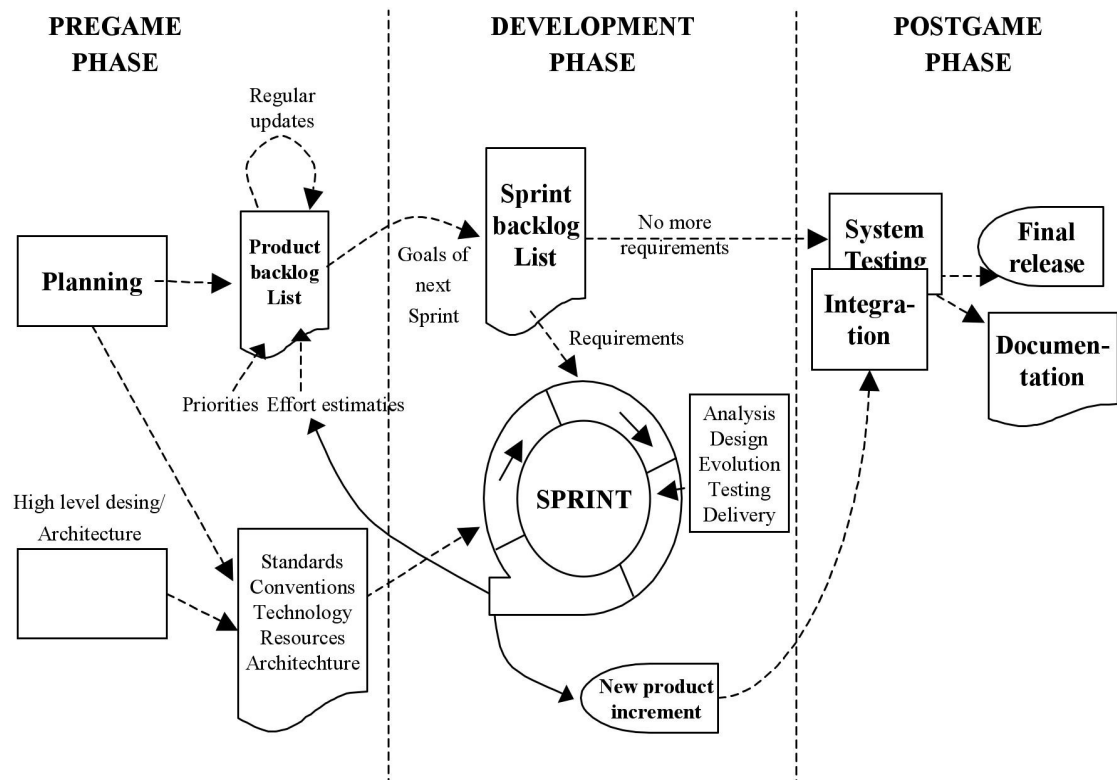 PREGAME
PHASE
DEVELOPMENT
PHASE
POSTGAME
PHASE
Regular
updates
Planning
Product
backlog
List
Priorities
Effort estimaties
High level desing/
Architecture
Standards
Conventions
Technology
Resources
Architechture
Goals of
next
Sprint
Sprint
backlog
List
No more
requirements
Requirements
SPRINT
Analysis
Design
Evolution
Testing
Delivery
New product
increment
System
Testing
Integra-
tion
Final
release
Documen-
tation